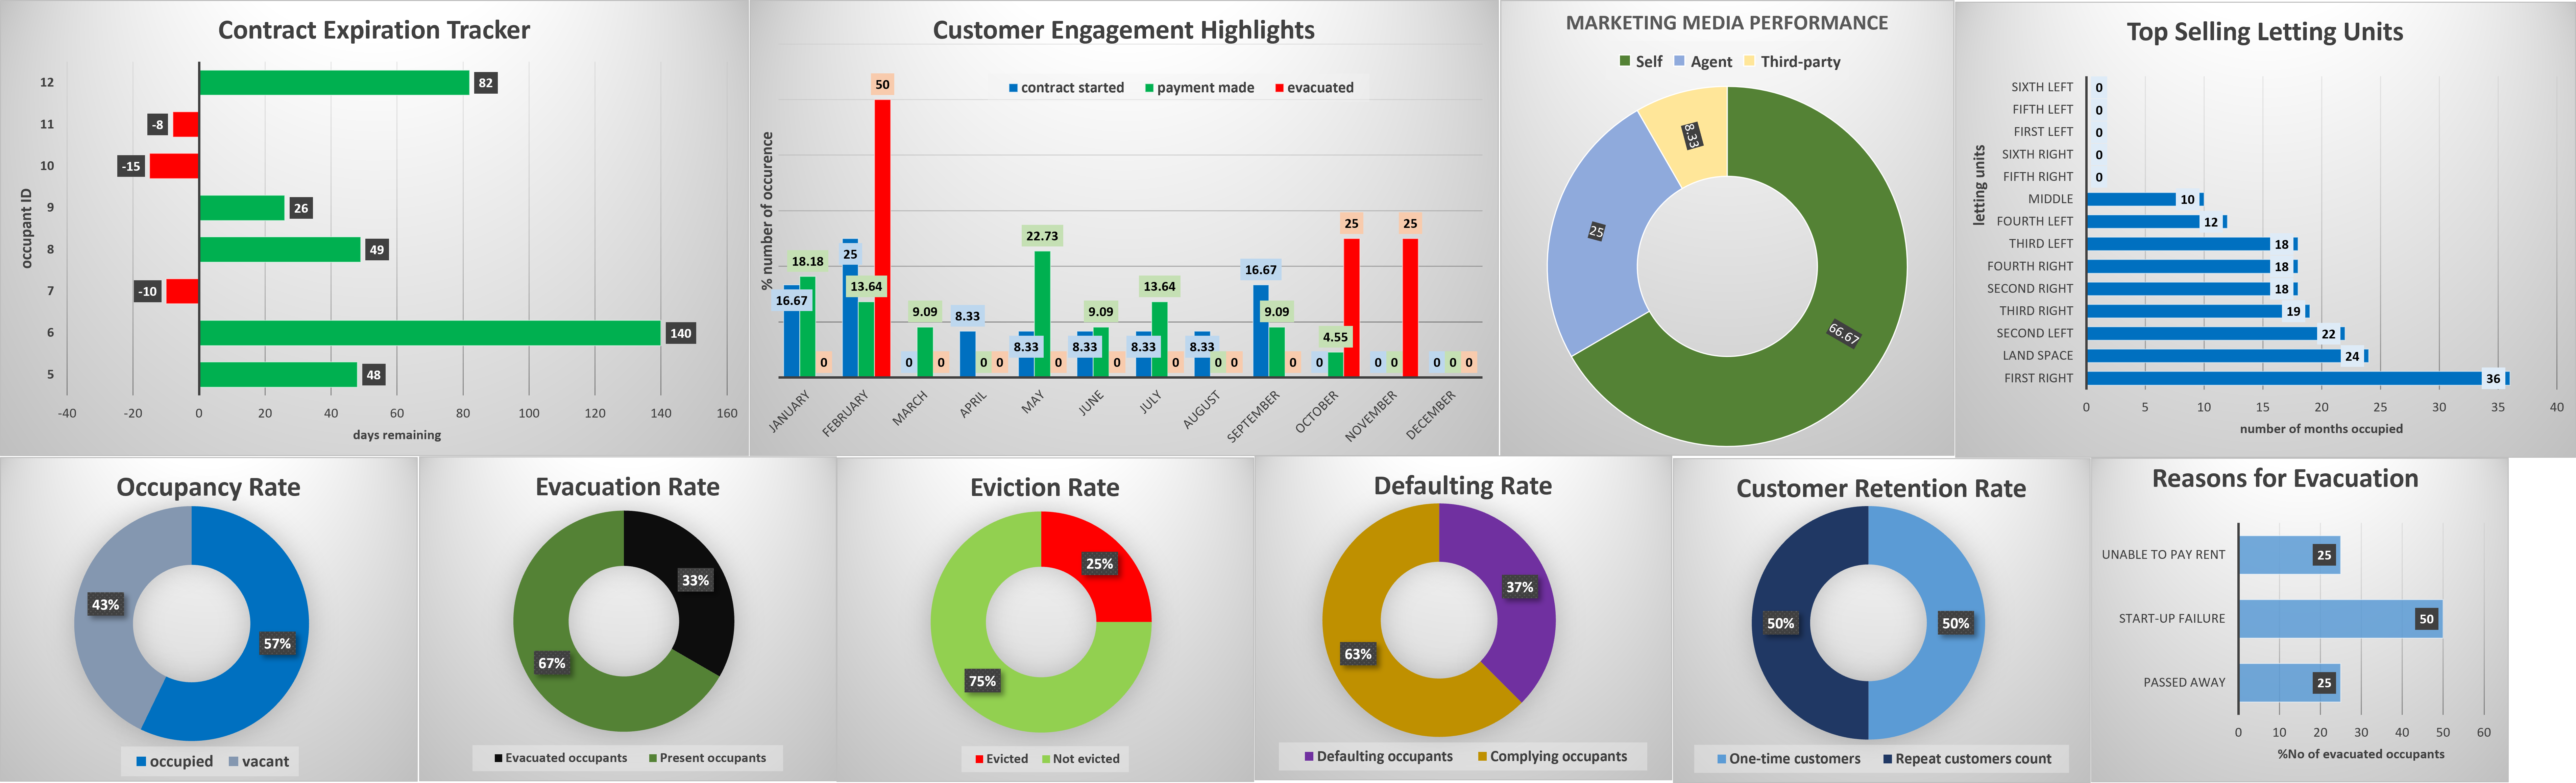 Contract Expiration Tracker
occupant ID
12
82
11
-8
10
-15
9
26
8
49
7
-10
6
140
5
48
-40 -20 0 20 40 60 80 100 120 140 160
days remaining
Customer Engagement Highlights
contract started payment made evacuated
% number of occurence
16.67 18.18 0
25 13.64 50
0 9.09 0
8.33 0 0
8.33 22.73 0
8.33 9.09 0
8.33 13.64 0
8.33 0 0
16.67 9.09 0
0 4.55 25
0 0 25
0 0 0
JANUARY FEBRUARY MARCH APRIL MAY JUNE JULY AUGUST SEPTEMBER OCTOBER NOVEMBER DECEMBER
MARKETING MEDIA PERFORMANCE
Self Agent Third-party
8.33
25
66.67
Top Selling Letting Units
letting units
SIXTH LEFT 0
FIFTH LEFT 0
FIRST LEFT 0
SIXTH RIGHT 0
FIFTH RIGHT 0
MIDDLE 10
FOURTH LEFT 12
THIRD LEFT 18
FOURTH RIGHT 18
SECOND RIGHT 18
THIRD RIGHT 19
SECOND LEFT 22
LAND SPACE 24
FIRST RIGHT 36
0 5 10 15 20 25 30 35 40
number of months occupied
Occupancy Rate
43%
57%
occupied vacant
Evacuation Rate
33%
67%
Evacuated occupants Present occupants
Eviction Rate
25%
75%
Evicted Not evicted
Defaulting Rate
37%
63%
Defaulting occupants Complying occupants
Customer Retention Rate
50% 50%
One-time customers Repeat customers count
Reasons for Evacuation
UNABLE TO PAY RENT 25
START-UP FAILURE 50
PASSED AWAY 25
0 10 20 30 40 50 60
%No of evacuated occupants